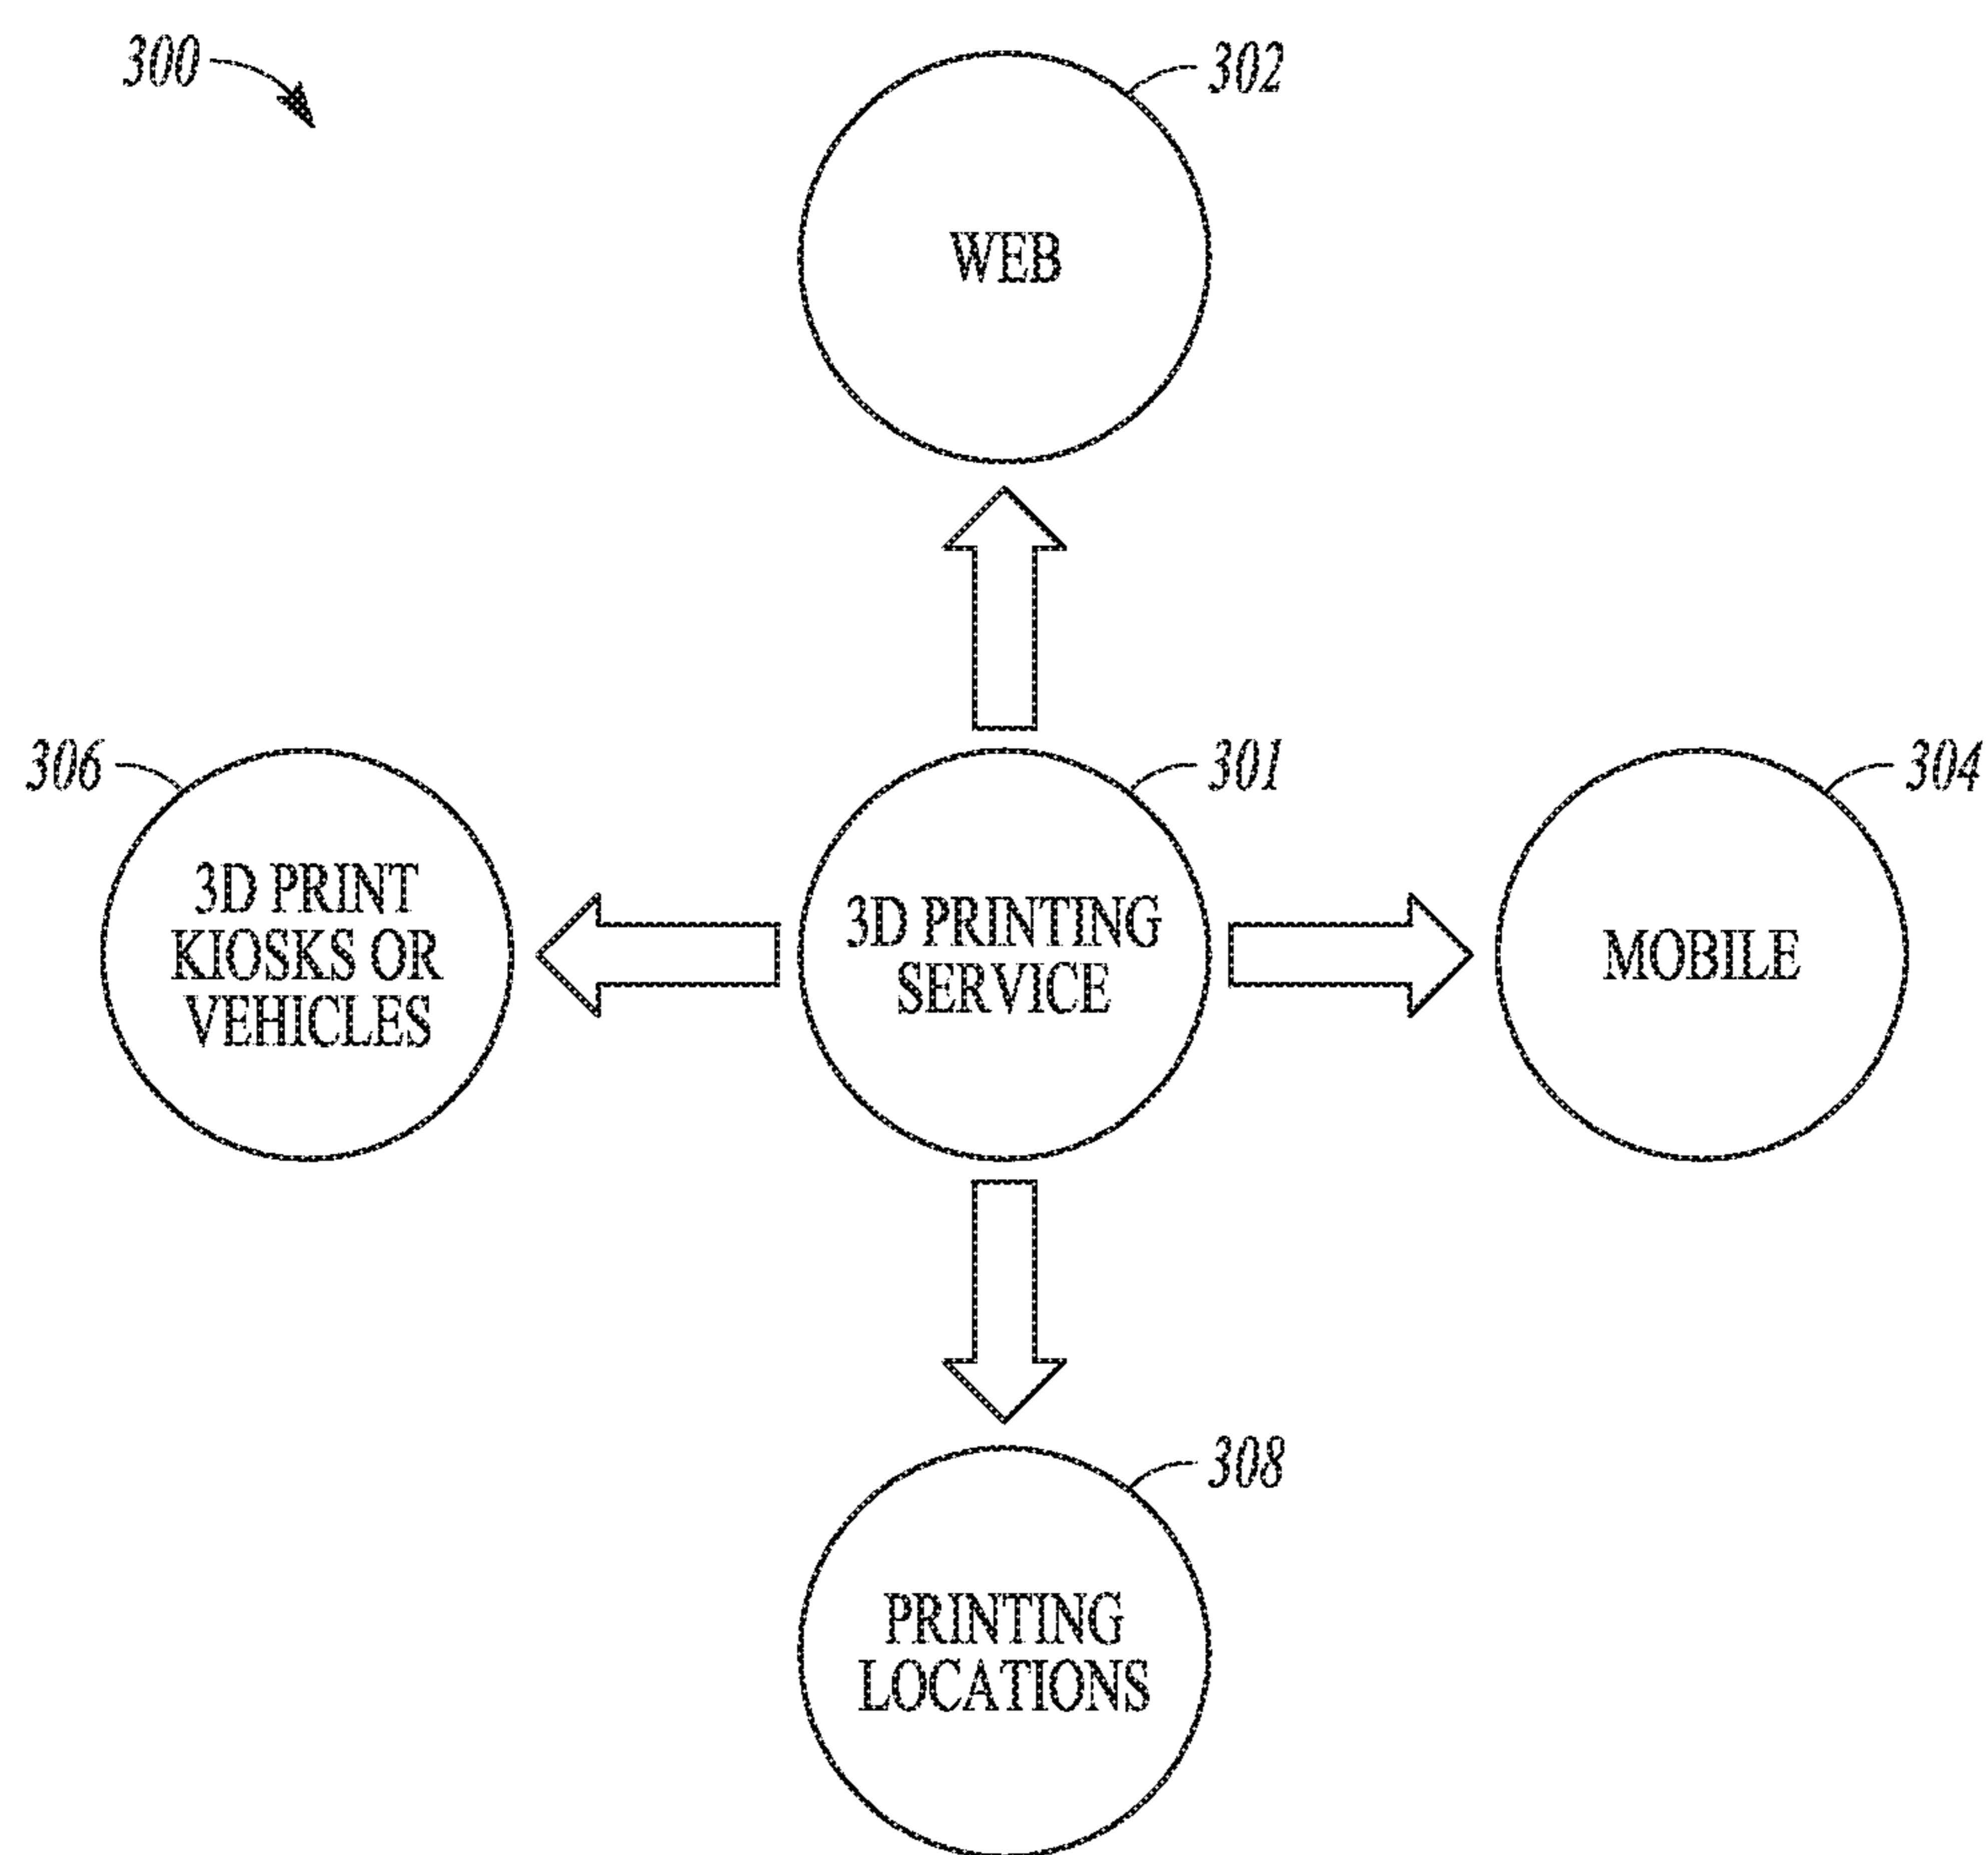 300
302
WEB
306
301
304
3D PRINT
KIOSKS OR
VEHICLES
3D PRINTING
SERVICE
MOBILE
308
PRINTING
LOCATIONS